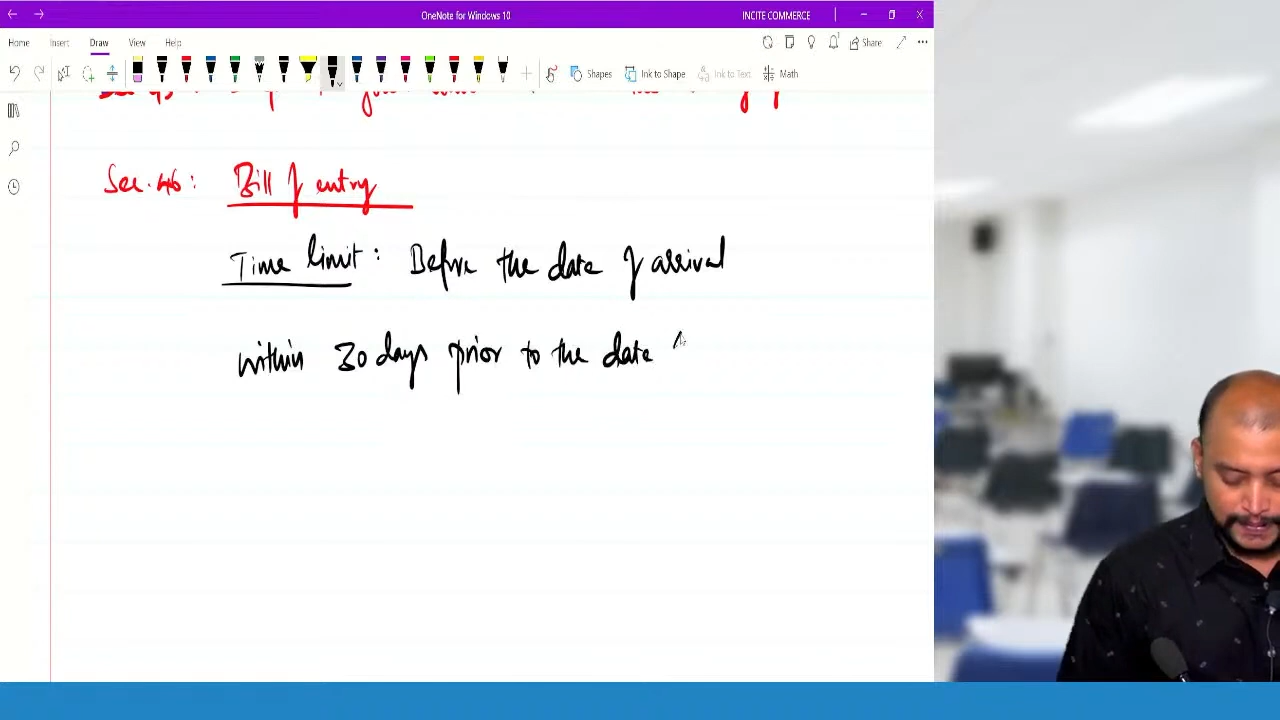 OneNote for Windows 10
INCITE COMMERCE
Home Insert Draw View Help
Share
Shapes Ink to Shape Ink to Text Math
Sec. 46: Bill of entry
Time limit: Before the date of arrival
within 30 days prior to the date